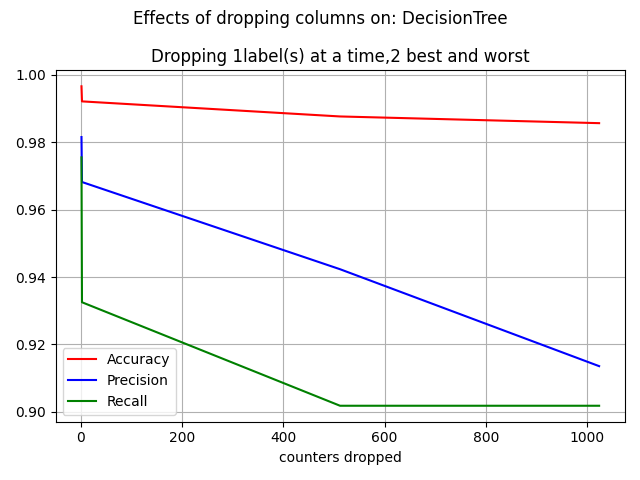 Effects of dropping columns on: DecisionTree
Dropping 1label(s) at a time,2 best and worst
1.00
0.98
0.96
0.94
0.92
0.90
Accuracy
Precision
Recall
0 200 400 600 800 1000
counters dropped